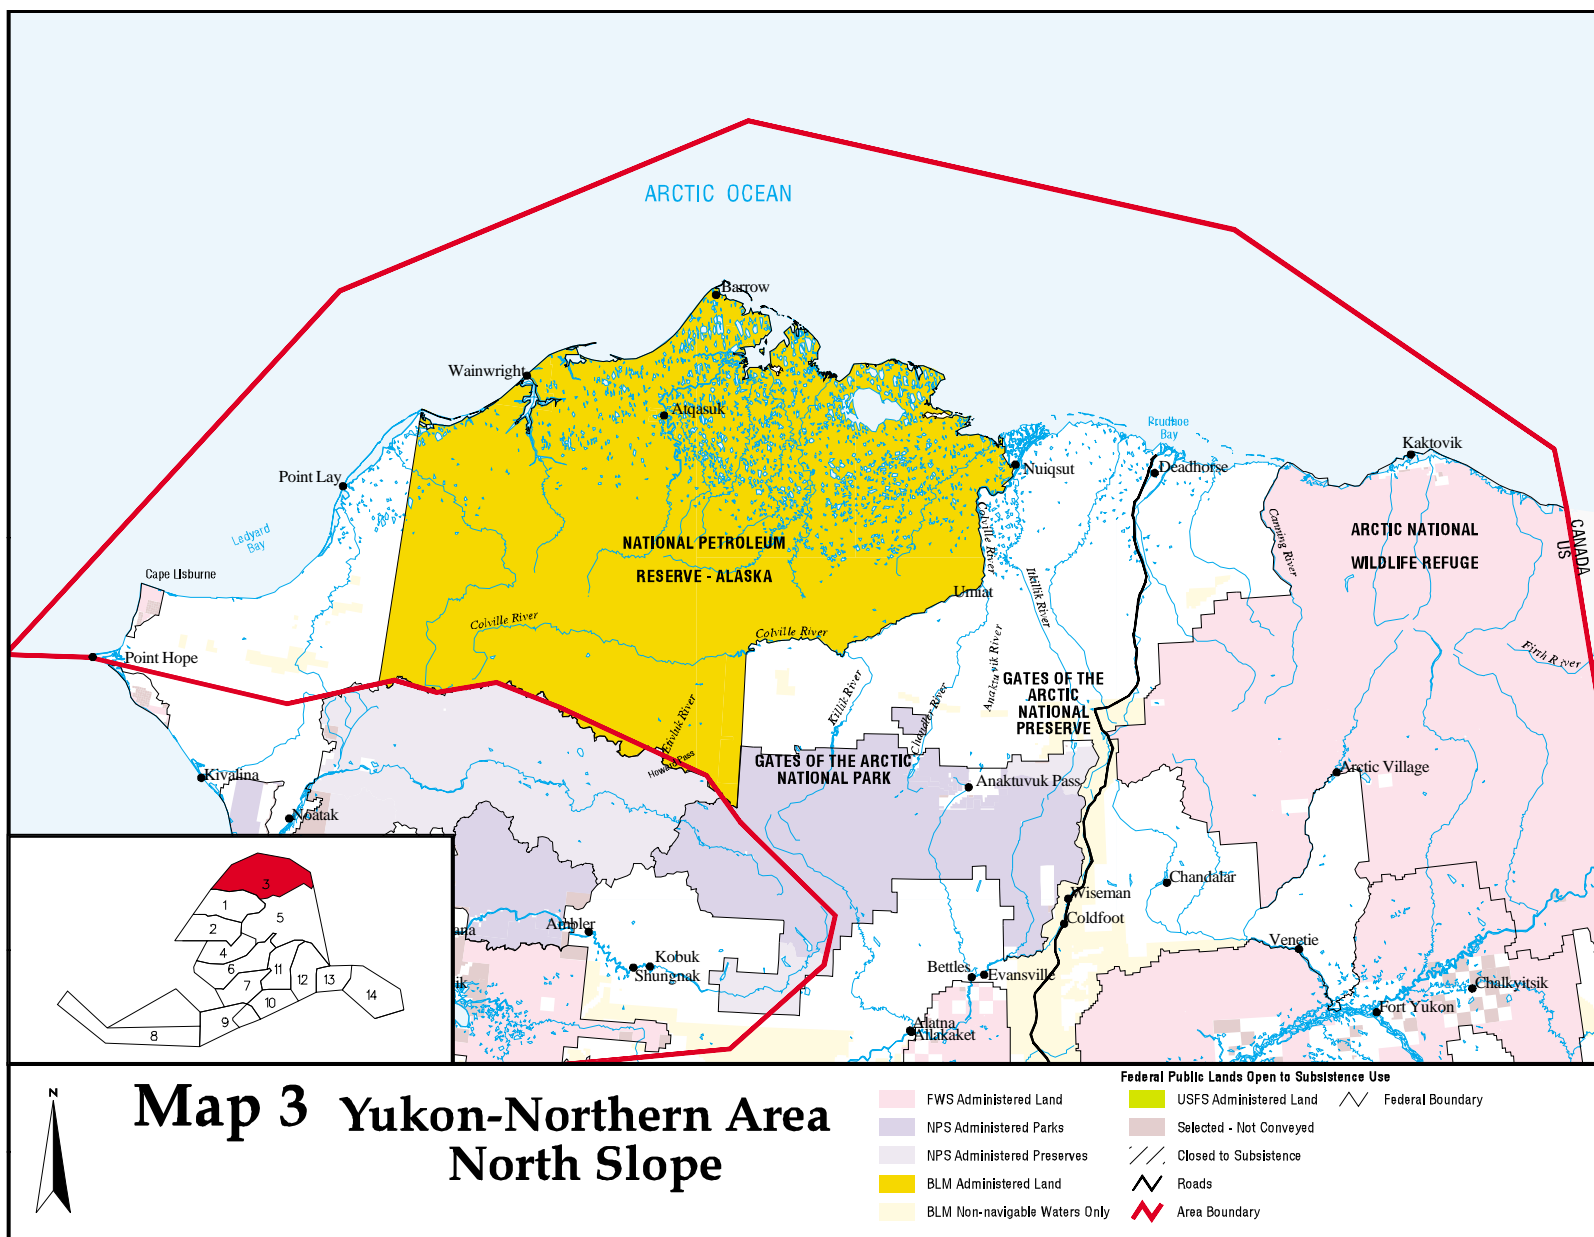 ARCTIC OCEAN
Barrow
Wainwright
Atqasuk
Prudhoe
Bay
Kaktovik
Point Lay
Nuiqsut
Deadhorse
Ledyard
Bay
Colville River
Canning River
ARCTIC NATIONAL
WILDLIFE REFUGE
CANADA
US
NATIONAL PETROLEUM
RESERVE - ALASKA
Cape Lisburne
Umiat
Itkillik River
Colville River
Colville River
Anaktuvik River
Point Hope
Firth River
Killik River
Chandler River
GATES OF THE
ARCTIC
NATIONAL
PRESERVE
Etivluk River
Howard Pass
GATES OF THE ARCTIC
NATIONAL PARK
Kivalina
Anaktuvuk Pass
Arctic Village
Noatak
Chandalar
Wiseman
Coldfoot
ana
Ambler
Venetie
Kobuk
Shungnak
Bettles
Evansville
ik
Chalkyitsik
Fort Yukon
Alatna
Allakaket
3
1
5
2
4
6
11
7
12
13
14
10
9
8
N
Map 3
Yukon-Northern Area
North Slope
Federal Public Lands Open to Subsistence Use
FWS Administered Land
USFS Administered Land
Federal Boundary
NPS Administered Parks
Selected - Not Conveyed
NPS Administered Preserves
Closed to Subsistence
BLM Administered Land
Roads
BLM Non-navigable Waters Only
Area Boundary